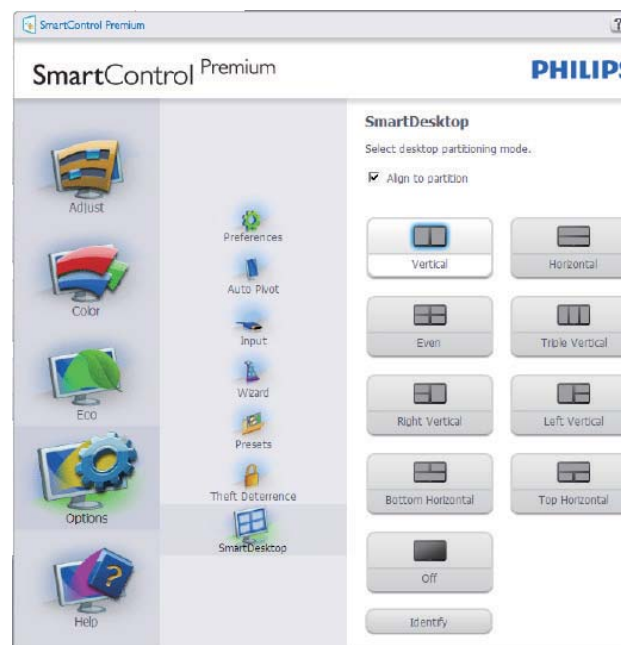 SmartControl Premium
?
SmartControl Premium
PHILIPS
Adjust
Color
Eco
Options
Help
Preferences
Auto Pivot
Input
Wizard
Presets
Theft Deterrence
SmartDesktop
SmartDesktop
Select desktop partitioning mode.
Align to partition
Vertical
Horizontal
Even
Triple Vertical
Right Vertical
Left Vertical
Bottom Horizontal
Top Horizontal
Off
Identify